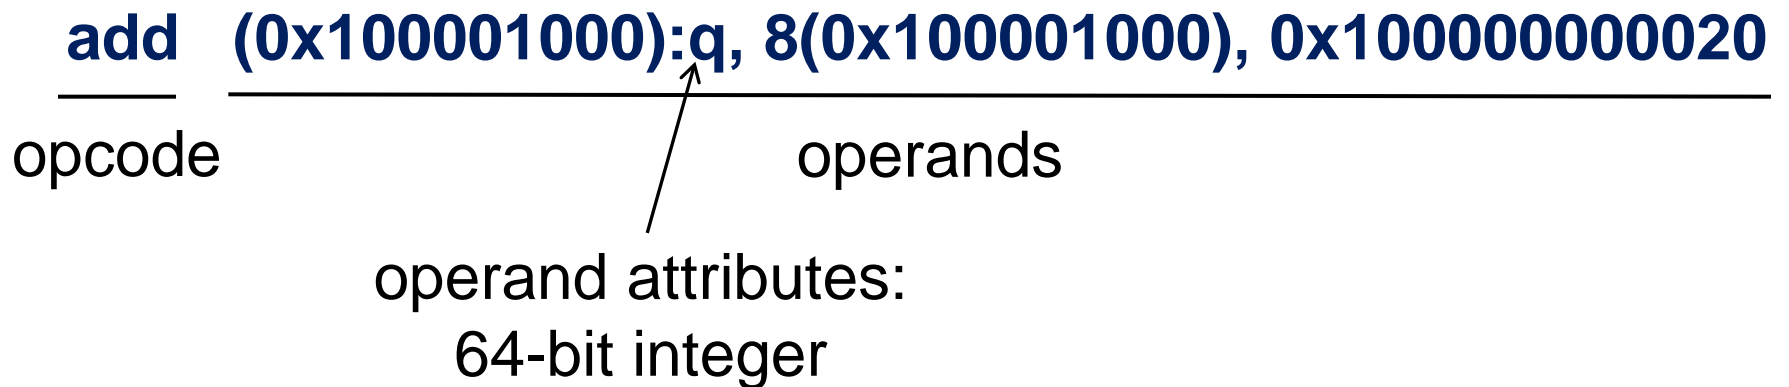 add (0x100001000):q, 8(0x100001000), 0x100000000020
opcode operands
operand attributes:
64-bit integer